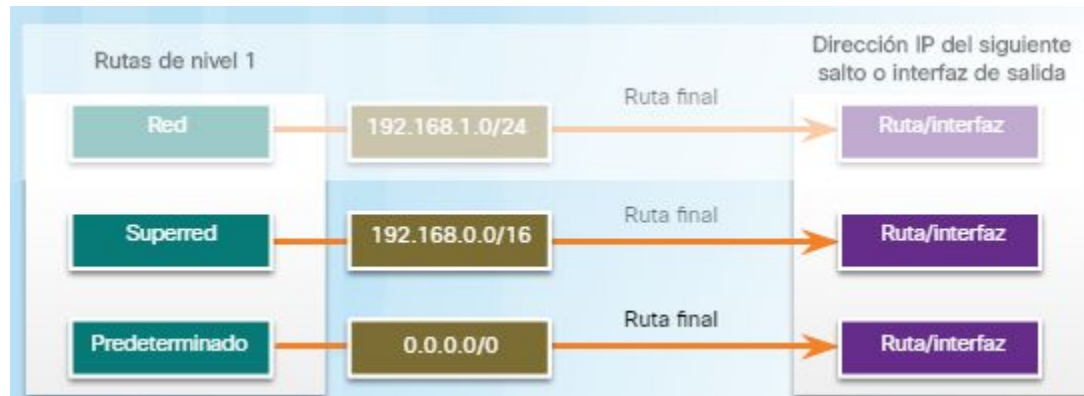 Rutas de nivel 1
Dirección IP del siguiente
salto o interfaz de salida
Red
192.168.1.0/24
Ruta final
Ruta/interfaz
Superred
192.168.0.0/16
Ruta final
Ruta/interfaz
Predeterminado
0.0.0.0/0
Ruta final
Ruta/interfaz